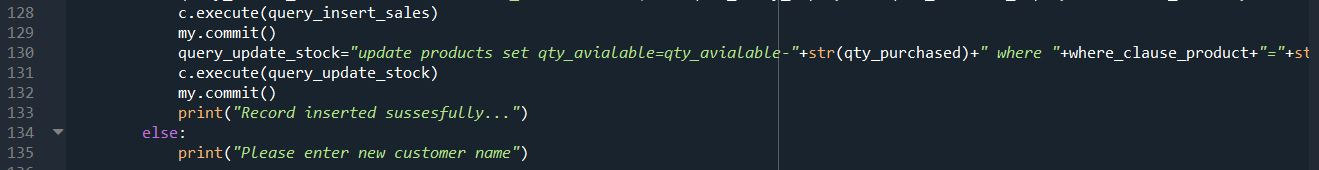 128 c.execute(query_insert_sales)
129 my.commit()
130 query_update_stock="update products set qty_avialable=qty_avialable-"+str(qty_purchased)+" where "+where_clause_product+"="+st
131 c.execute(query_update_stock)
132 my.commit()
133 print("Record inserted sussesfully...")
134 else:
135 print("Please enter new customer name")